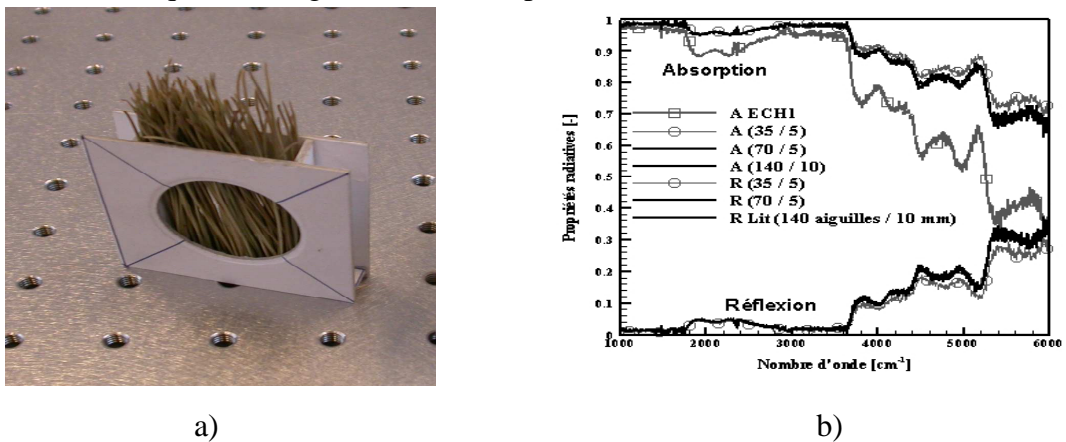 1
0.9
0.8
0.7
0.6
0.5
0.4
0.3
0.2
0.1
0
Propriétés radiatives [-]
Absorption
A ECH1
A (35 / 5)
A (70 / 5)
A (140 / 10)
R (35 / 5)
R (70 / 5)
R Lit (140 aiguilles / 10 mm)
Réflexion
1000 2000 3000 4000 5000 6000
Nombre d'onde [cm-1]
a) b)